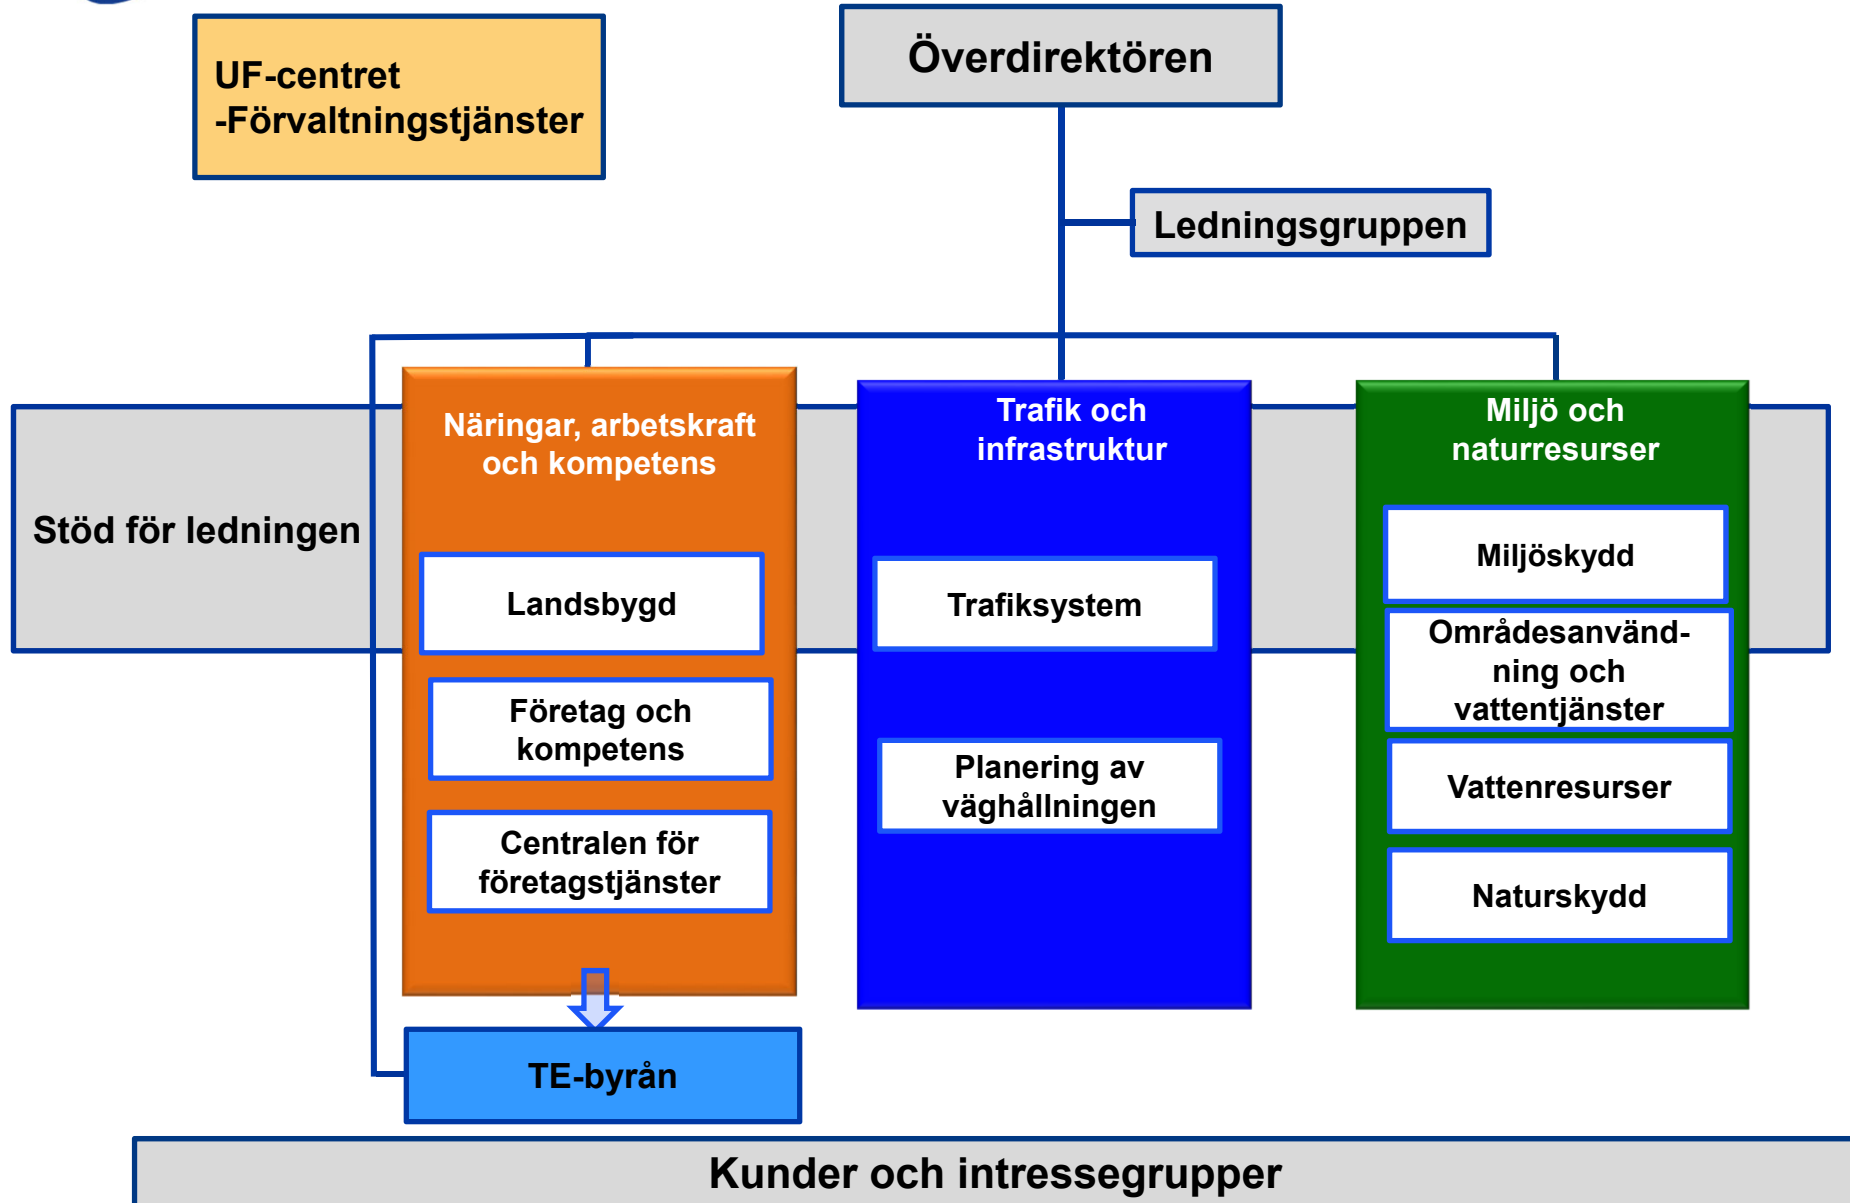 UF-centret
-Förvaltningstjänster
Överdirektören
Ledningsgruppen
Stöd för ledningen
Näringar, arbetskraft
och kompetens
Landsbygd
Företag och
kompetens
Centralen för
företagstjänster
TE-byrån
Trafik och
infrastruktur
Trafiksystem
Planering av
väghållningen
Miljö och
naturresurser
Miljöskydd
Områdesanvänd-
ning och
vattentjänster
Vattenresurser
Naturskydd
Kunder och intressegrupper